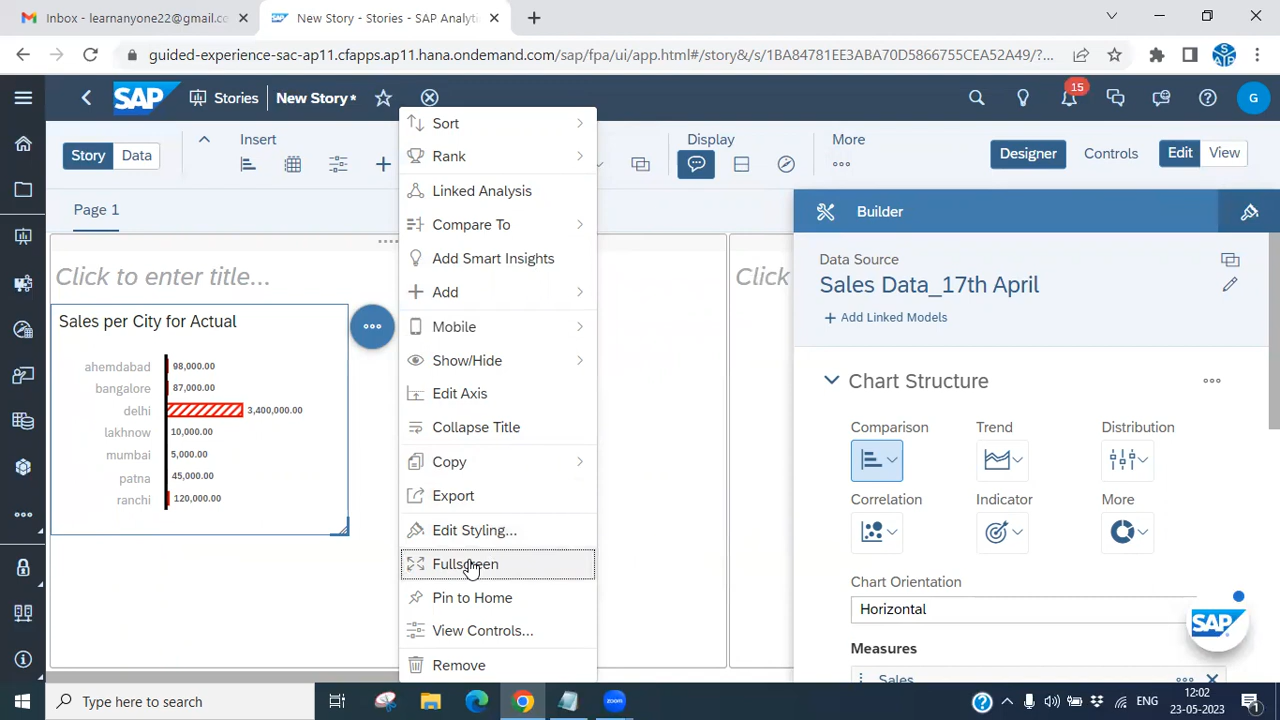 Inbox - learnanyone22@gmail.co
New Story - Stories - SAP Analyti
guided-experience-sac-ap11.cfapps.ap11.hana.ondemand.com/sap/fpa/ui/app.html#/story&/s/1BA84781EE3ABA70D5866755CEA52A49/?...
SAP
Stories
New Story*
15
G
Story
Data
Insert
Display
More
Designer
Controls
Edit
View
Page 1
Click to enter title...
Click
Sales per City for Actual
ahemdabad 98,000.00
bangalore 87,000.00
delhi 3,400,000.00
lakhnow 10,000.00
mumbai 5,000.00
patna 45,000.00
ranchi 120,000.00
Sort
Rank
Linked Analysis
Compare To
Add Smart Insights
Add
Mobile
Show/Hide
Edit Axis
Collapse Title
Copy
Export
Edit Styling...
Fullscreen
Pin to Home
View Controls...
Remove
Builder
Data Source
Sales Data_17th April
Add Linked Models
Chart Structure
Comparison
Trend
Distribution
Correlation
Indicator
More
Chart Orientation
Horizontal
SAP
Measures
Sales
Type here to search
zoom
ENG
12:02
23-05-2023
1